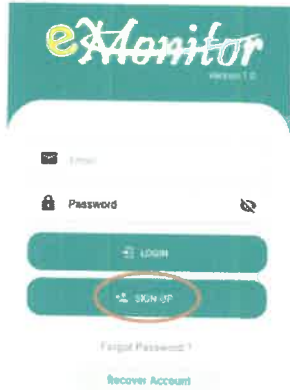 eMonitor
Version 1.0
Email
Password
LOGIN
SIGN UP
Forgot Password ?
Recover Account